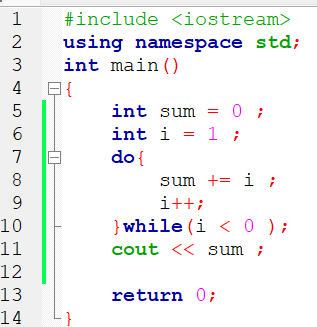 1 #include <iostream>
2 using namespace std;
3 int main()
4 {
5 int sum = 0 ;
6 int i = 1 ;
7 do{
8 sum += i ;
9 i++;
10 }while(i < 0 );
11 cout << sum ;
12
13 return 0;
14 }